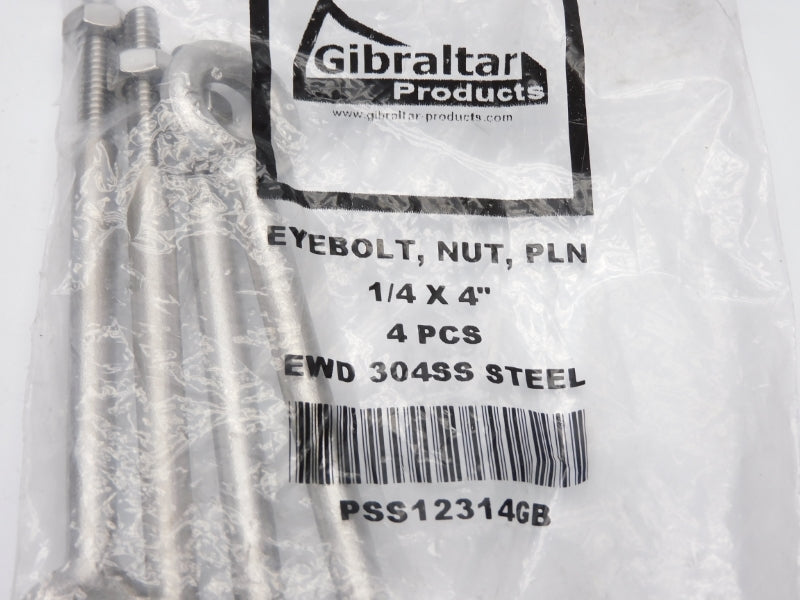 Gibraltar
Products
www.gibraltar-products.com
EYEBOLT, NUT, PLN
1/4 X 4"
4 PCS
EWD 304SS STEEL
PSS12314GB